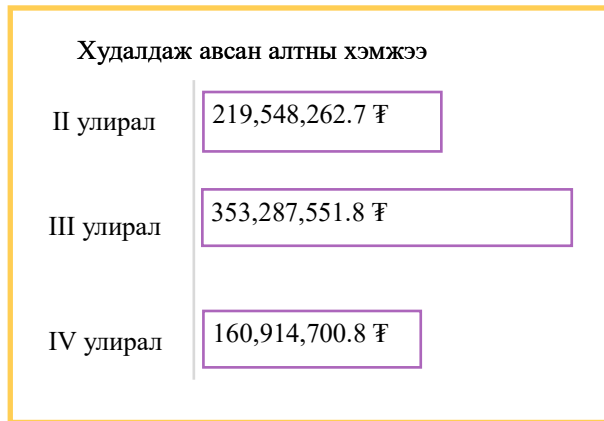 Худалдаж авсан алтны хэмжээ
II улирал
219,548,262.7 ₮
III улирал
353,287,551.8 ₮
IV улирал
160,914,700.8 ₮